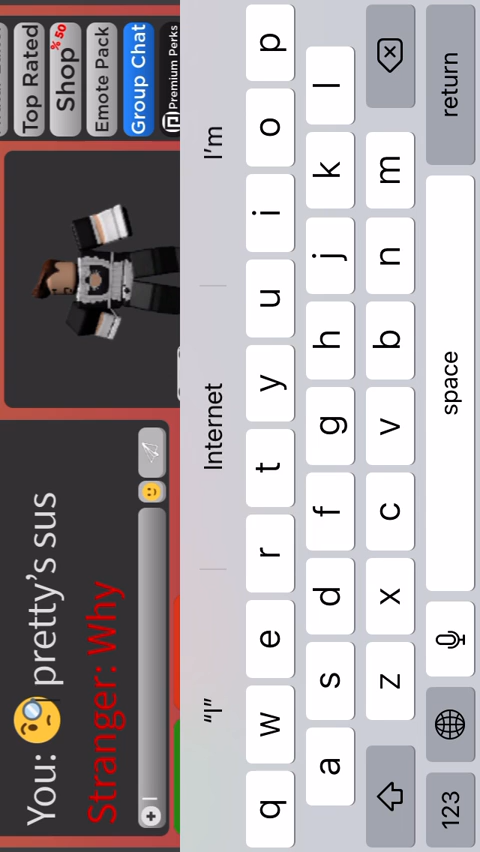 Top Rated
Shop
% 50
Emote Pack
Group Chat
Premium Perks
You: 🧐 pretty's sus
Stranger: Why
I
"I"
Internet
I'm
q w e r t y u i o p
a s d f g h j k l
z x c v b n m
123
space
return